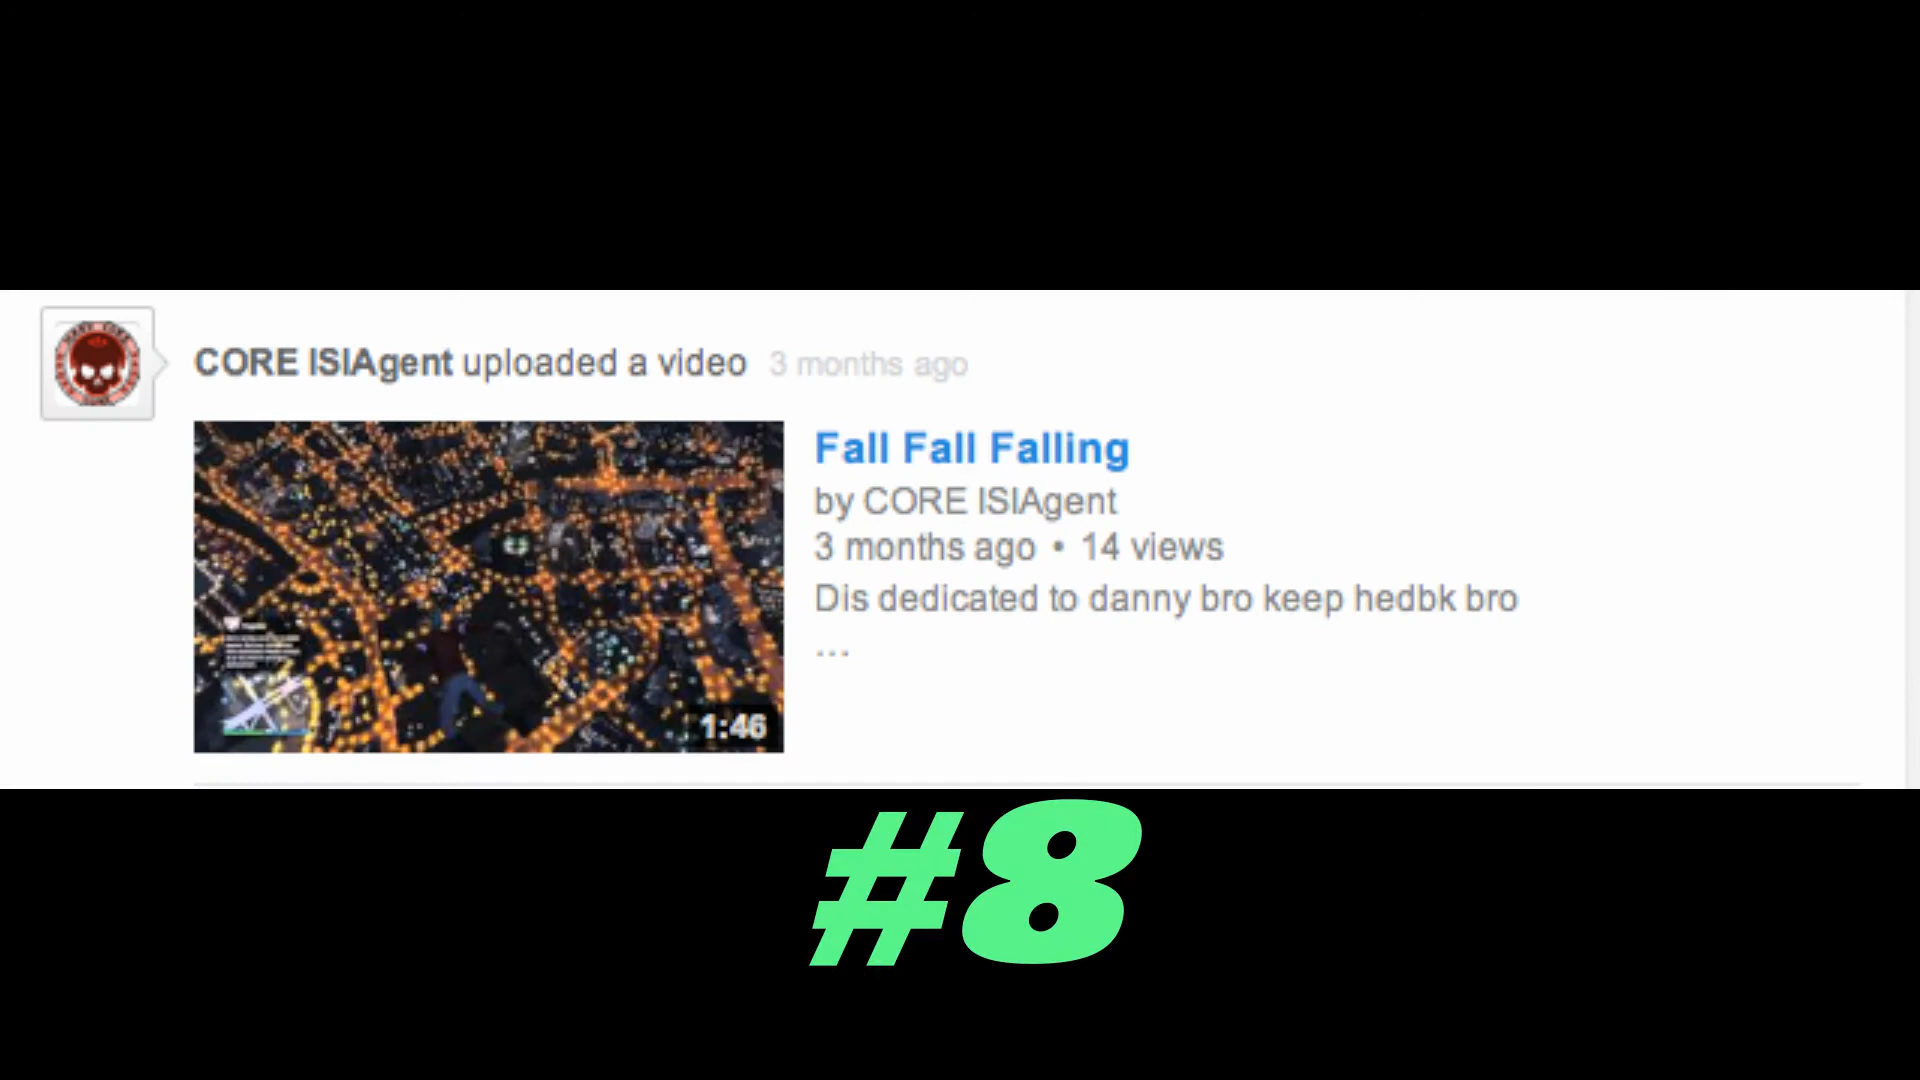 CORE ISIAgent uploaded a video 3 months ago
Fall Fall Falling
by CORE ISIAgent
3 months ago • 14 views
Dis dedicated to danny bro keep hedbk bro
...
1:46
#8